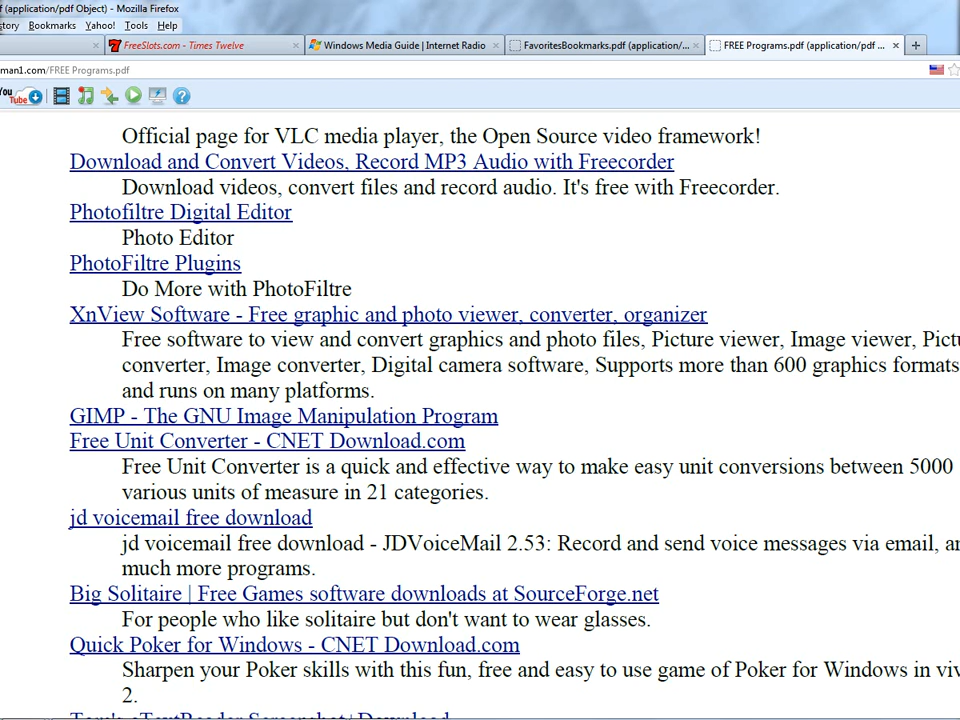 f (application/pdf Object) - Mozilla Firefox
story Bookmarks Yahoo! Tools Help
FreeSlots.com - Times Twelve
Windows Media Guide | Internet Radio
FavoritesBookmarks.pdf (application/...
FREE Programs.pdf (application/pdf ...
man1.com/FREE Programs.pdf
You
Tube
Official page for VLC media player, the Open Source video framework!
Download and Convert Videos, Record MP3 Audio with Freecorder
Download videos, convert files and record audio. It's free with Freecorder.
Photofiltre Digital Editor
Photo Editor
PhotoFiltre Plugins
Do More with PhotoFiltre
XnView Software - Free graphic and photo viewer, converter, organizer
Free software to view and convert graphics and photo files, Picture viewer, Image viewer, Pictu
converter, Image converter, Digital camera software, Supports more than 600 graphics formats
and runs on many platforms.
GIMP - The GNU Image Manipulation Program
Free Unit Converter - CNET Download.com
Free Unit Converter is a quick and effective way to make easy unit conversions between 5000
various units of measure in 21 categories.
jd voicemail free download
jd voicemail free download - JDVoiceMail 2.53: Record and send voice messages via email, an
much more programs.
Big Solitaire | Free Games software downloads at SourceForge.net
For people who like solitaire but don't want to wear glasses.
Quick Poker for Windows - CNET Download.com
Sharpen your Poker skills with this fun, free and easy to use game of Poker for Windows in viv
2.
Tom's eTextReader Screenshot | Download